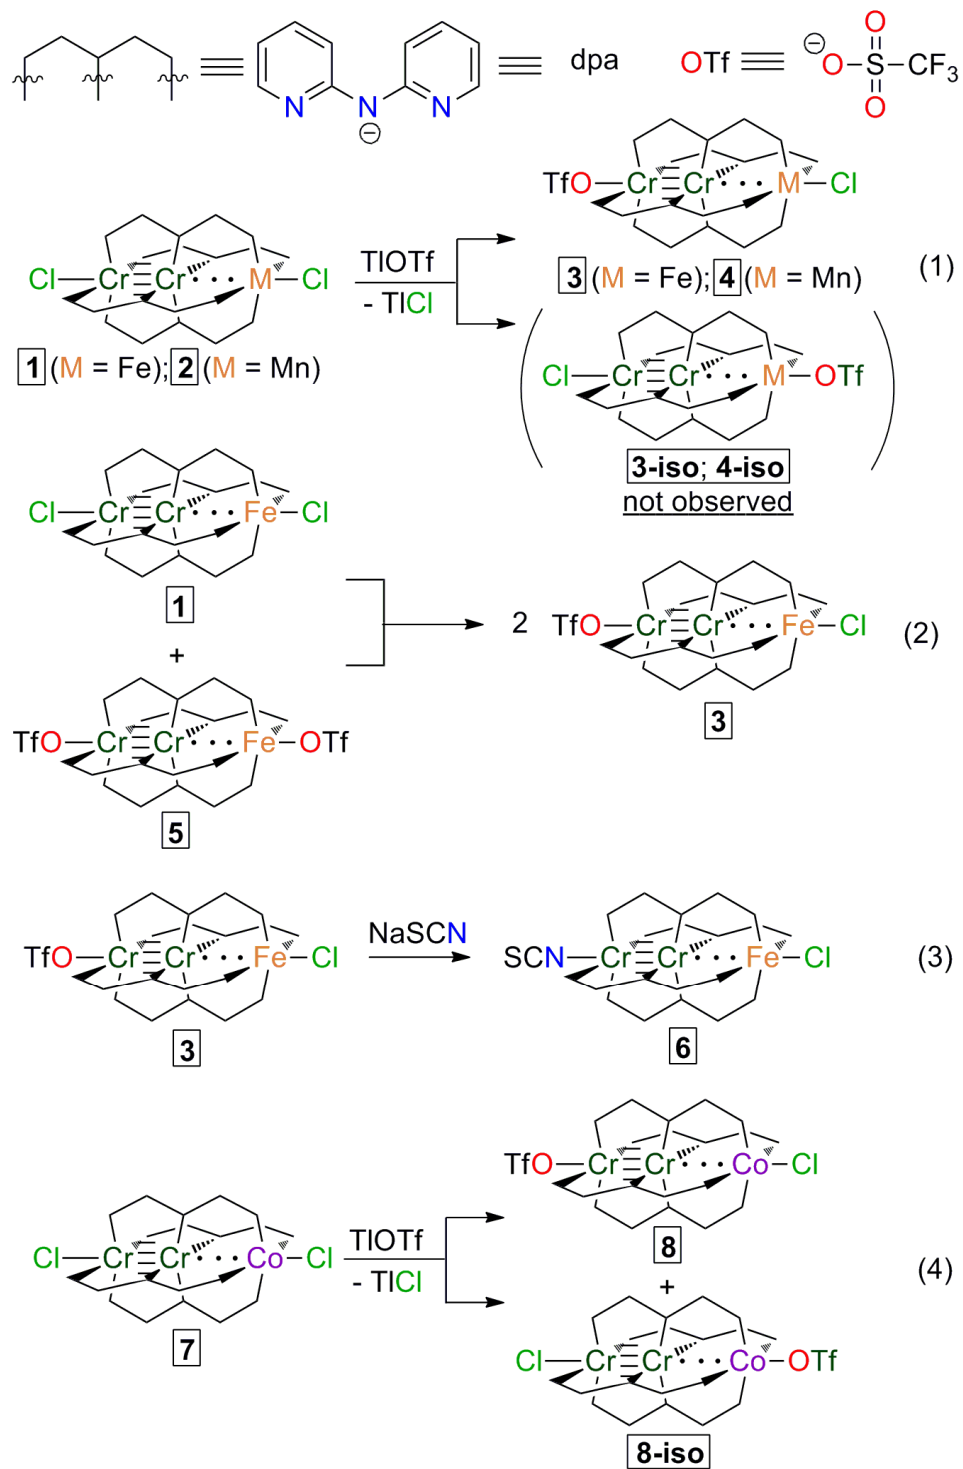 N N N ⊖ dpa OTf ⊖ O S O O CF3
TfO Cr Cr M Cl
3 (M = Fe); 4 (M = Mn)
Cl Cr Cr M Cl
TlOTf
- TlCl
(1)
1 (M = Fe); 2 (M = Mn)
Cl Cr Cr M OTf
3-iso; 4-iso
not observed
Cl Cr Cr Fe Cl
1
+
TfO Cr Cr Fe OTf
5
2 TfO Cr Cr Fe Cl (2)
3
TfO Cr Cr Fe Cl
3
NaSCN
SCN Cr Cr Fe Cl (3)
6
Cl Cr Cr Co Cl
7
TlOTf
- TlCl
TfO Cr Cr Co Cl
8
+
(4)
Cl Cr Cr Co OTf
8-iso